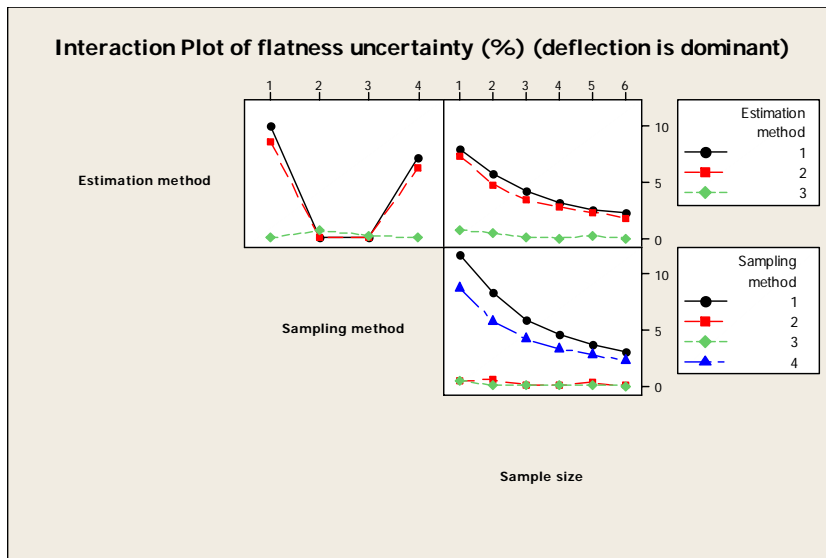 Interaction Plot of flatness uncertainty (%) (deflection is dominant)
1 2 3 4 1 2 3 4 5 6
Estimation method
10
5
0
Estimation
method
1
2
3
Sampling method
10
5
0
Sampling
method
1
2
3
4
Sample size